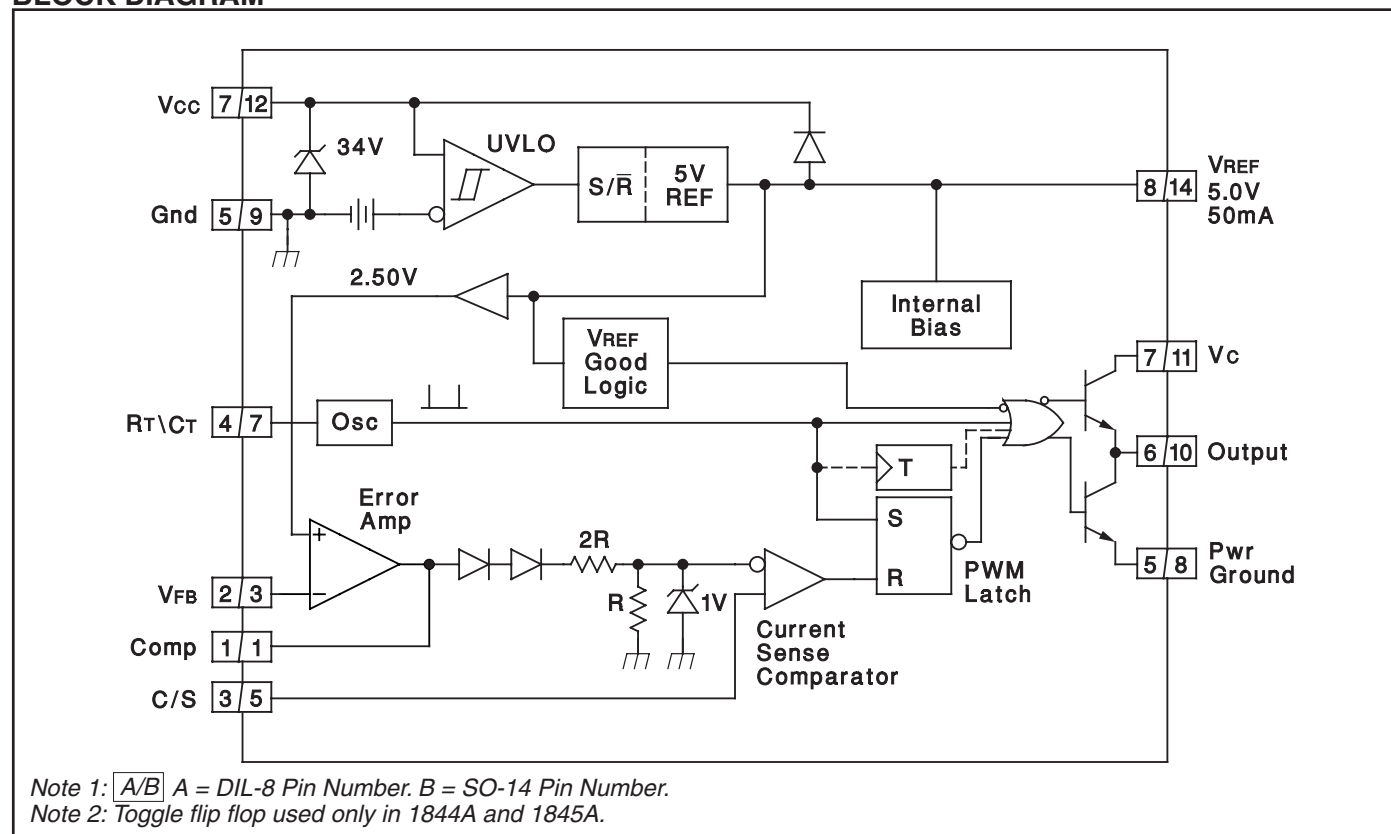 BLOCK DIAGRAM
Vcc 7/12
34V
UVLO
S/R̅
5V
REF
8/14
VREF
5.0V
50mA
Gnd 5/9
2.50V
Internal
Bias
VREF
Good
Logic
7/11 Vc
RT\CT 4/7
Osc
T
6/10 Output
Error
Amp
+
−
2R
R
1V
S
R
PWM
Latch
5/8
Pwr
Ground
VFB 2/3
Comp 1/1
Current
Sense
Comparator
C/S 3/5
Note 1: A/B A = DIL-8 Pin Number. B = SO-14 Pin Number.
Note 2: Toggle flip flop used only in 1844A and 1845A.